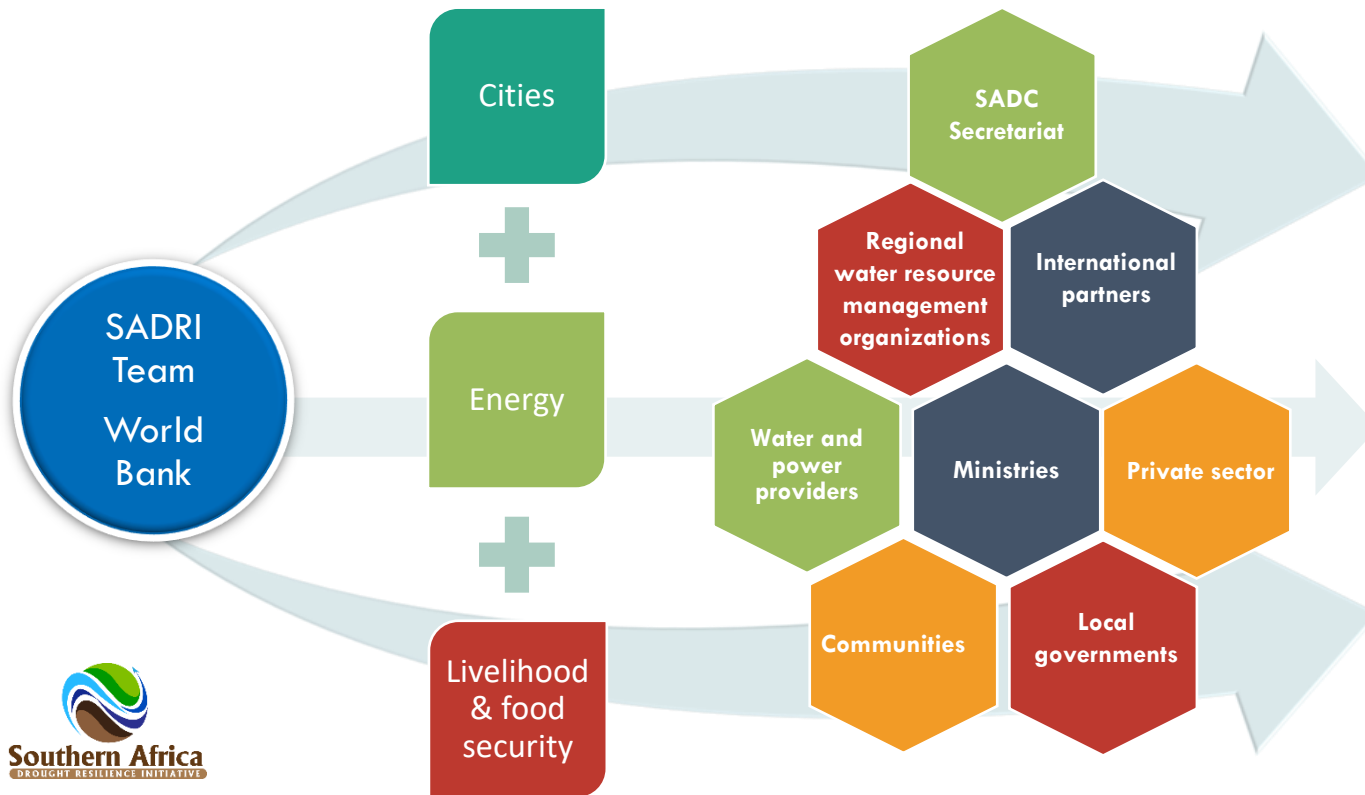 Cities
SADC
Secretariat
Regional
water resource
management
organizations
International
partners
SADRI
Team
World
Bank
Energy
Water and
power
providers
Ministries
Private sector
Livelihood
& food
security
Communities
Local
governments
Southern Africa
DROUGHT RESILIENCE INITIATIVE